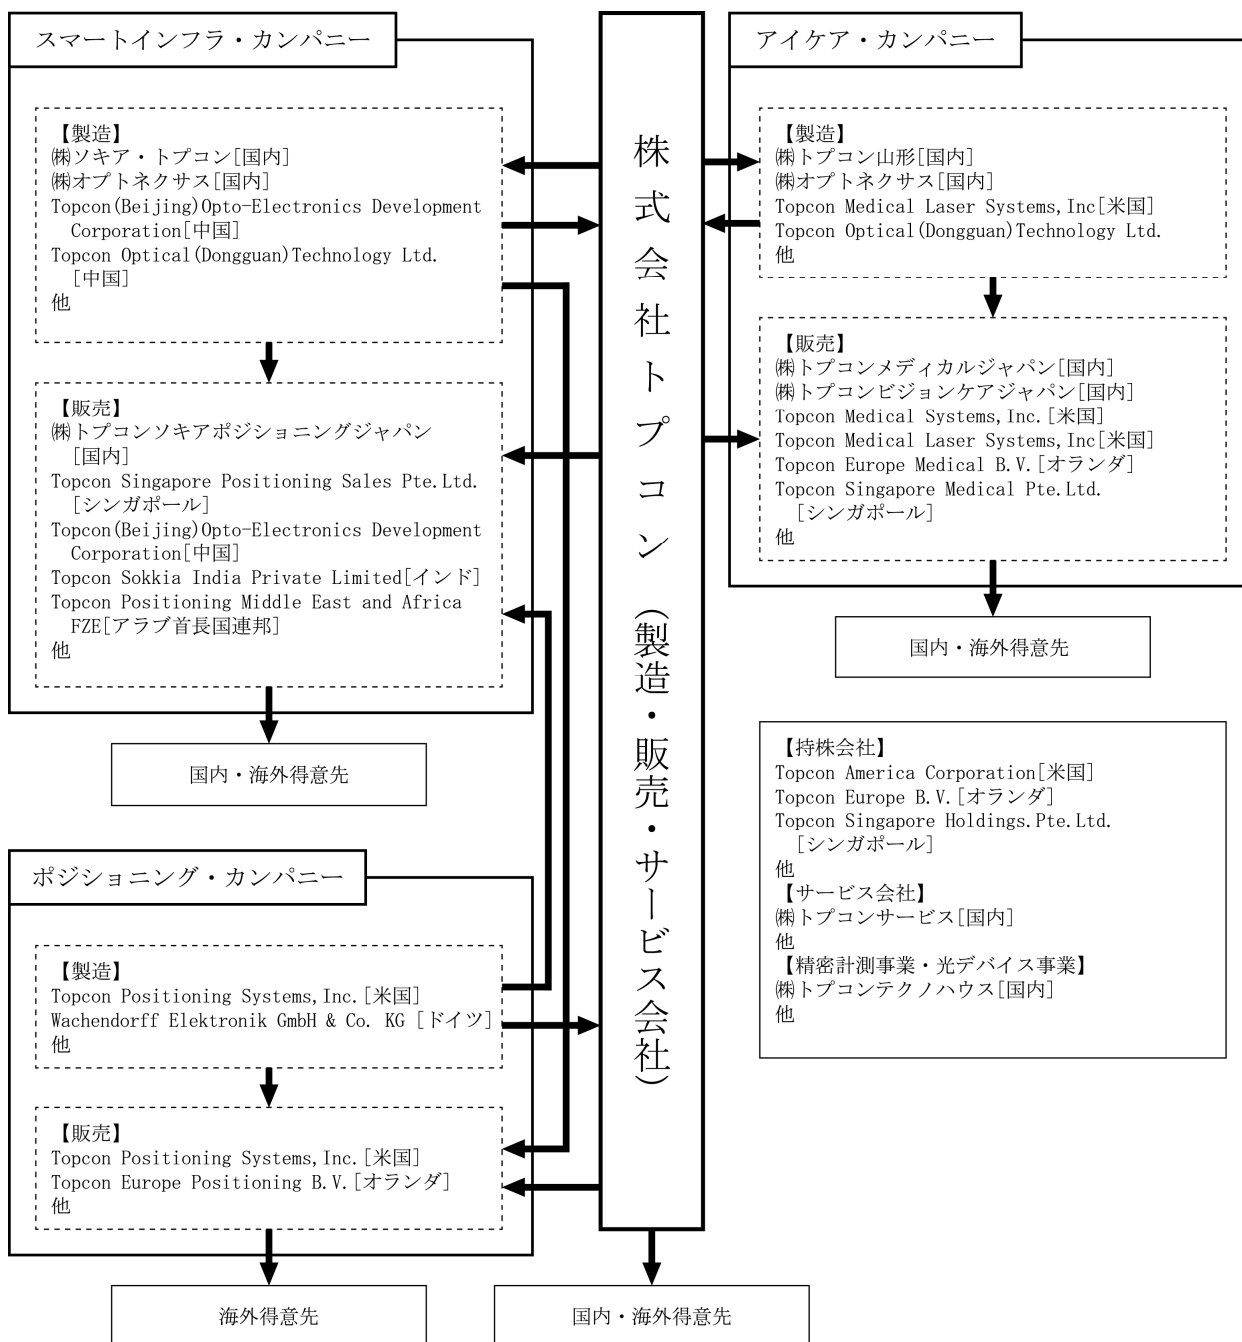 スマートインフラ・カンパニー
【製造】
㈱ソキア・トプコン[国内]
㈱オプトネクサス[国内]
Topcon(Beijing)Opto-Electronics Development
Corporation[中国]
Topcon Optical(Dongguan)Technology Ltd.
[中国]
他
【販売】
㈱トプコンソキアポジショニングジャパン
[国内]
Topcon Singapore Positioning Sales Pte.Ltd.
[シンガポール]
Topcon(Beijing)Opto-Electronics Development
Corporation[中国]
Topcon Sokkia India Private Limited[インド]
Topcon Positioning Middle East and Africa
FZE[アラブ首長国連邦]
他
国内・海外得意先
ポジショニング・カンパニー
【製造】
Topcon Positioning Systems,Inc.[米国]
Wachendorff Elektronik GmbH & Co. KG [ドイツ]
他
【販売】
Topcon Positioning Systems,Inc.[米国]
Topcon Europe Positioning B.V.[オランダ]
他
海外得意先
株式会社トプコン（製造・販売・サービス会社）
国内・海外得意先
アイケア・カンパニー
【製造】
㈱トプコン山形[国内]
㈱オプトネクサス[国内]
Topcon Medical Laser Systems,Inc[米国]
Topcon Optical(Dongguan)Technology Ltd.
他
【販売】
㈱トプコンメディカルジャパン[国内]
㈱トプコンビジョンケアジャパン[国内]
Topcon Medical Systems,Inc.[米国]
Topcon Medical Laser Systems,Inc[米国]
Topcon Europe Medical B.V.[オランダ]
Topcon Singapore Medical Pte.Ltd.
[シンガポール]
他
国内・海外得意先
【持株会社】
Topcon America Corporation[米国]
Topcon Europe B.V.[オランダ]
Topcon Singapore Holdings.Pte.Ltd.
[シンガポール]
他
【サービス会社】
㈱トプコンサービス[国内]
他
【精密計測事業・光デバイス事業】
㈱トプコンテクノハウス[国内]
他